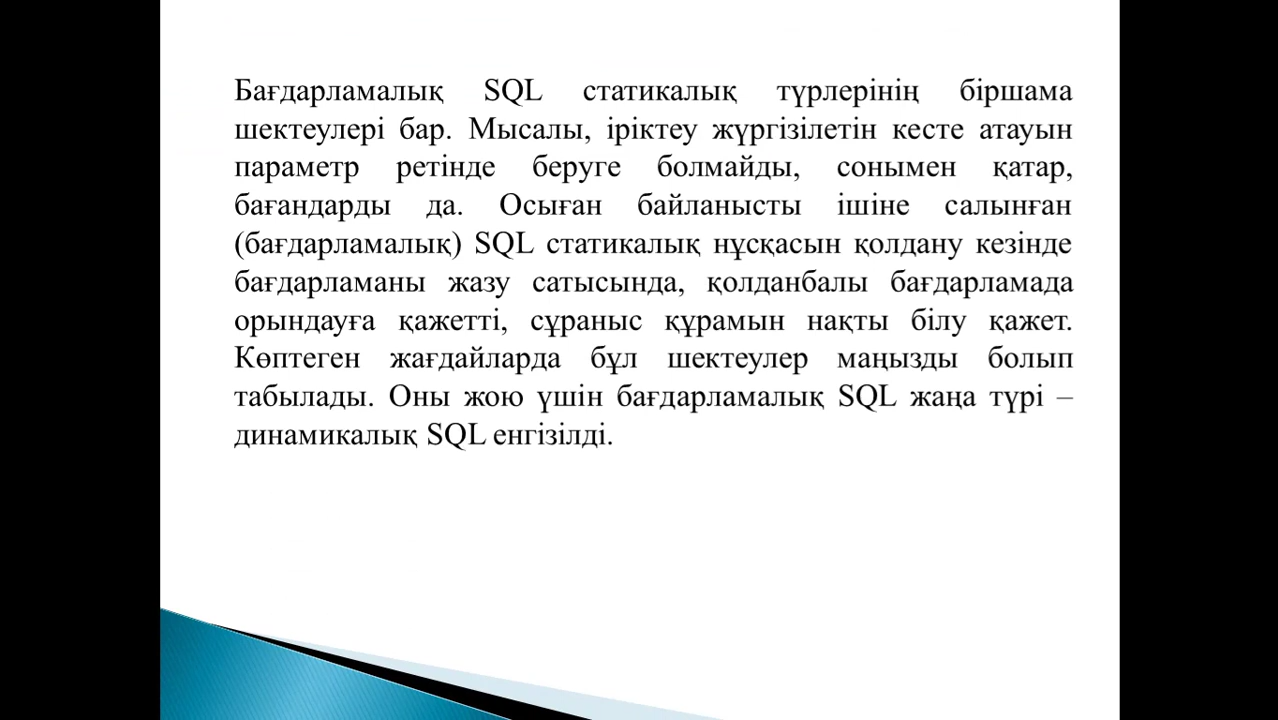 Бағдарламалық SQL статикалық түрлерінің біршама
шектеулері бар. Мысалы, іріктеу жүргізілетін кесте атауын
параметр ретінде беруге болмайды, сонымен қатар,
бағандарды да. Осыған байланысты ішіне салынған
(бағдарламалық) SQL статикалық нұсқасын қолдану кезінде
бағдарламаны жазу сатысында, қолданбалы бағдарламада
орындауға қажетті, сұраныс құрамын нақты білу қажет.
Көптеген жағдайларда бұл шектеулер маңызды болып
табылады. Оны жою үшін бағдарламалық SQL жаңа түрі –
динамикалық SQL енгізілді.